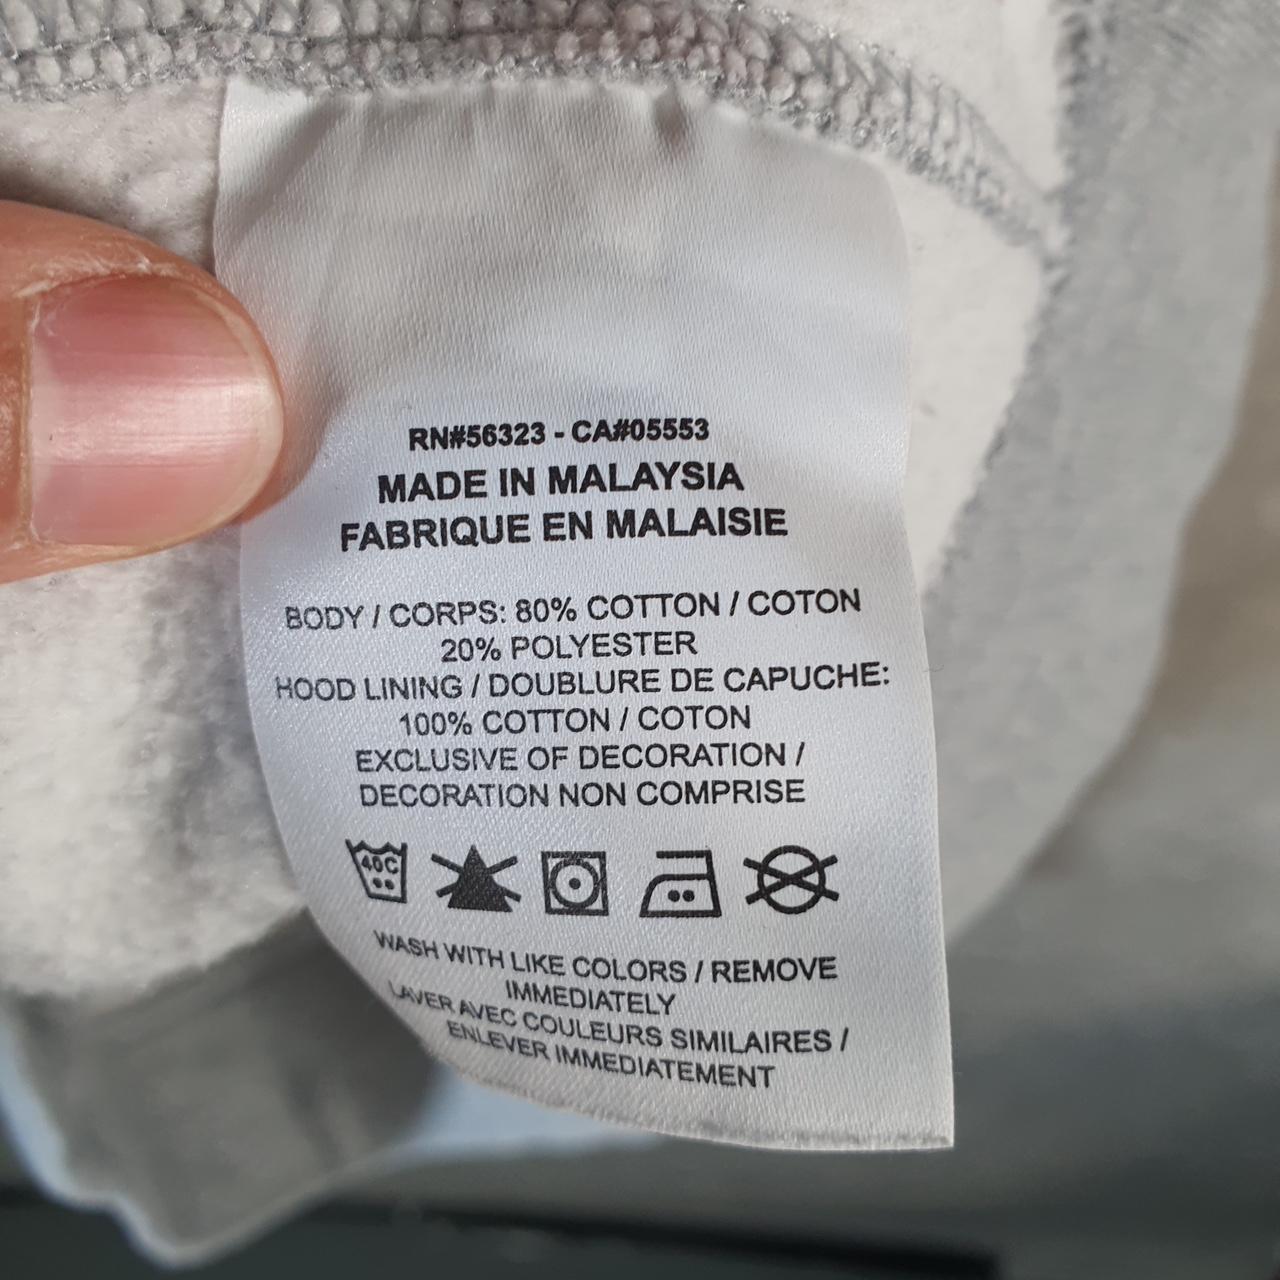 RN#56323 - CA#05553
MADE IN MALAYSIA
FABRIQUE EN MALAISIE
BODY / CORPS: 80% COTTON / COTON
20% POLYESTER
HOOD LINING / DOUBLURE DE CAPUCHE:
100% COTTON / COTON
EXCLUSIVE OF DECORATION /
DECORATION NON COMPRISE
40C
WASH WITH LIKE COLORS / REMOVE
IMMEDIATELY
LAVER AVEC COULEURS SIMILAIRES /
ENLEVER IMMEDIATEMENT